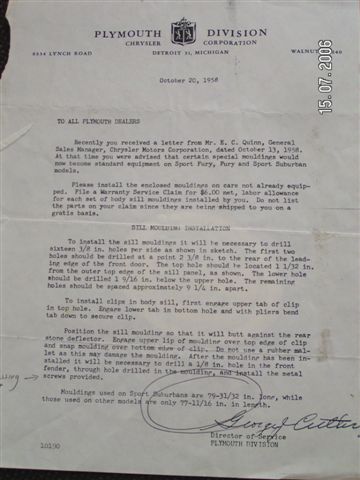 PLYMOUTH DIVISION
CHRYSLER CORPORATION
6334 LYNCH ROAD
DETROIT 31, MICHIGAN
WALNUT
October 20, 1958
TO ALL PLYMOUTH DEALERS
Recently you received a letter from Mr. E. C. Quinn, General
Sales Manager, Chrysler Motors Corporation, dated October 13, 1958.
At that time you were advised that certain special mouldings would
now become standard equipment on Sport Fury, Fury and Sport Suburban
models.
Please install the enclosed mouldings on cars not already equip-
ped. File a Warranty Service Claim for $6.00 net, labor allowance
for each set of body sill mouldings installed by you. Do not list
the parts on your claim since they are being shipped to you on a
gratis basis.
SILL MOULDING INSTALLATION
To install the sill mouldings it will be necessary to drill
sixteen 3/8 in. holes per side as shown in sketch. The first two
holes should be drilled at a point 2 3/8 in. to the rear of the lead-
ing edge of the front door. The top hole should be located 1 1/32 in.
from the outer top edge of the sill panel, as shown. The lower hole
should be drilled 1 9/16 in. below the upper hole. The remaining
holes should be spaced approximately 9 1/4 in. apart.
To install clips in body sill, first engage upper tab of clip
in top hole. Engage lower tab in bottom hole and with pliers bend
tab down to secure clip.
Position the sill moulding so that it will butt against the rear
stone deflector. Engage upper lip of moulding over top edge of clip
and snap moulding over bottom edge of clip. Do not use a rubber mal-
let as this may damage the moulding. After the moulding has been in-
stalled it will be necessary to drill a 1/8 in. hole in the front
fender, through hole drilled in the moulding, and install the metal
screws provided.
Mouldings used on Sport Suburbans are 79-31/32 in. long, while
those used on other models are only 77-11/16 in. in length.
Director of Service
PLYMOUTH DIVISION
10190
15.07.2006